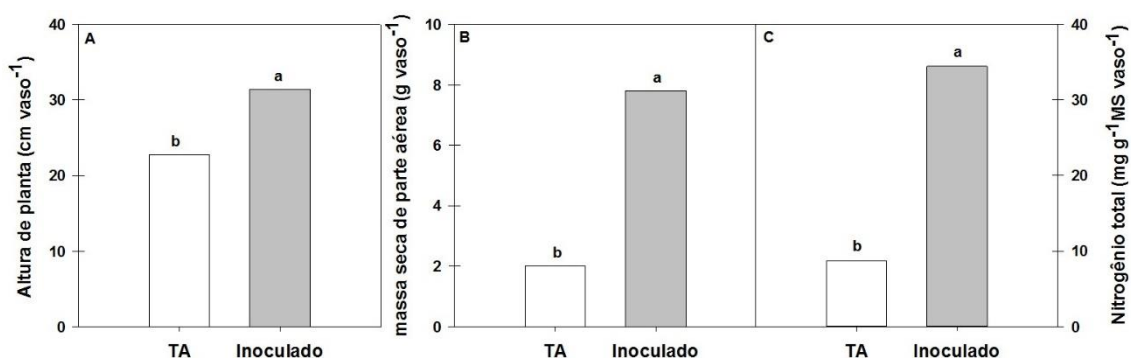 Altura de planta (cm vaso⁻¹)
40
30
20
10
0
A
b
a
TA
Inoculado
massa seca de parte aérea (g vaso⁻¹)
10
8
6
4
2
0
B
b
a
TA
Inoculado
C
b
a
TA
Inoculado
40
30
20
10
0
Nitrogênio total (mg g⁻¹MS vaso⁻¹)